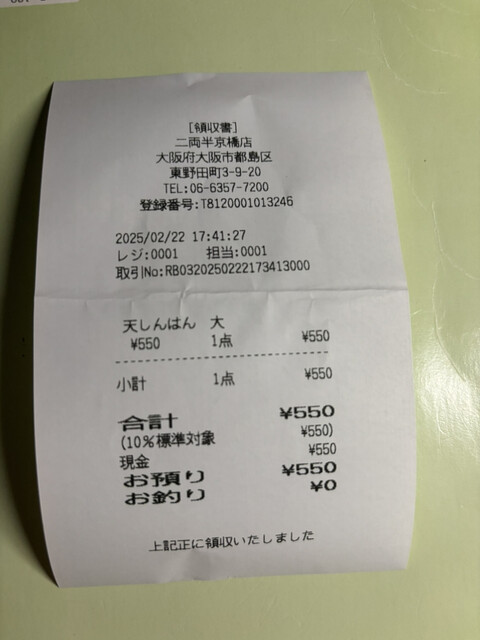 [領収書]
二両半京橋店
大阪府大阪市都島区
東野田町3-9-20
TEL:06-6357-7200
登録番号:T8120001013246
2025/02/22 17:41:27
レジ:0001 担当:0001
取引No:RB0320250222173413000
天しんはん 大
¥550 1点 ¥550
小計 1点 ¥550
合計 ¥550
(10%標準対象 ¥550)
現金 ¥550
お預り ¥550
お釣り ¥0
上記正に領収いたしました